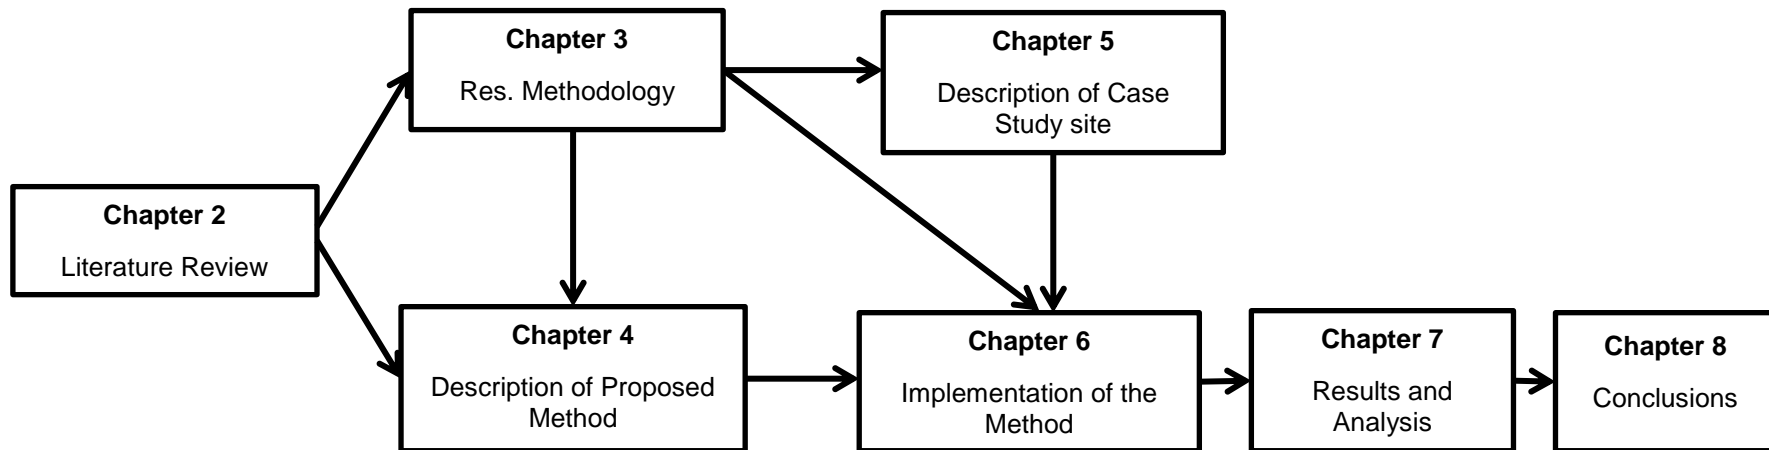 Chapter 3
Res. Methodology
Chapter 5
Description of Case
Study site
Chapter 2
Literature Review
Chapter 4
Description of Proposed
Method
Chapter 6
Implementation of the
Method
Chapter 7
Results and
Analysis
Chapter 8
Conclusions